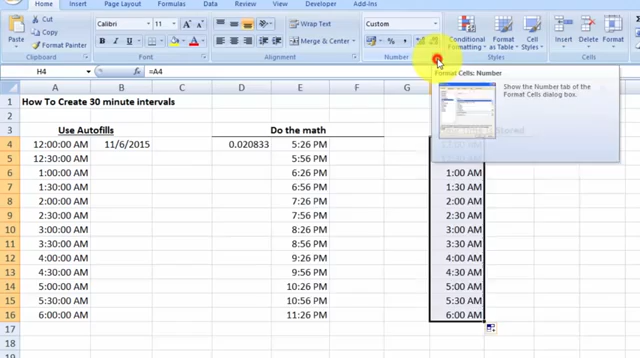 Home Insert Page Layout Formulas Data Review View Developer Add-Ins Acrobat
Cut
Copy
Format Painter
Clipboard
Calibri 11
B I U
Font
Wrap Text
Merge & Center
Alignment
Custom
$ % ,
Number
Conditional Formatting
Format as Table
Cell Styles
Styles
Insert Delete
Cells
H4 fx =A4
A B C D E F G
1 How To Create 30 minute intervals
2
3 Use Autofills Do the math
4 12:00:00 AM 11/6/2015 0.020833 5:26 PM
5 12:30:00 AM 5:56 PM
6 1:00:00 AM 6:26 PM 1:00 AM
7 1:30:00 AM 6:56 PM 1:30 AM
8 2:00:00 AM 7:26 PM 2:00 AM
9 2:30:00 AM 7:56 PM 2:30 AM
10 3:00:00 AM 8:26 PM 3:00 AM
11 3:30:00 AM 8:56 PM 3:30 AM
12 4:00:00 AM 9:26 PM 4:00 AM
13 4:30:00 AM 9:56 PM 4:30 AM
14 5:00:00 AM 10:26 PM 5:00 AM
15 5:30:00 AM 10:56 PM 5:30 AM
16 6:00:00 AM 11:26 PM 6:00 AM
17
18
19
Format Cells: Number
Show the Number tab of the
Format Cells dialog box.